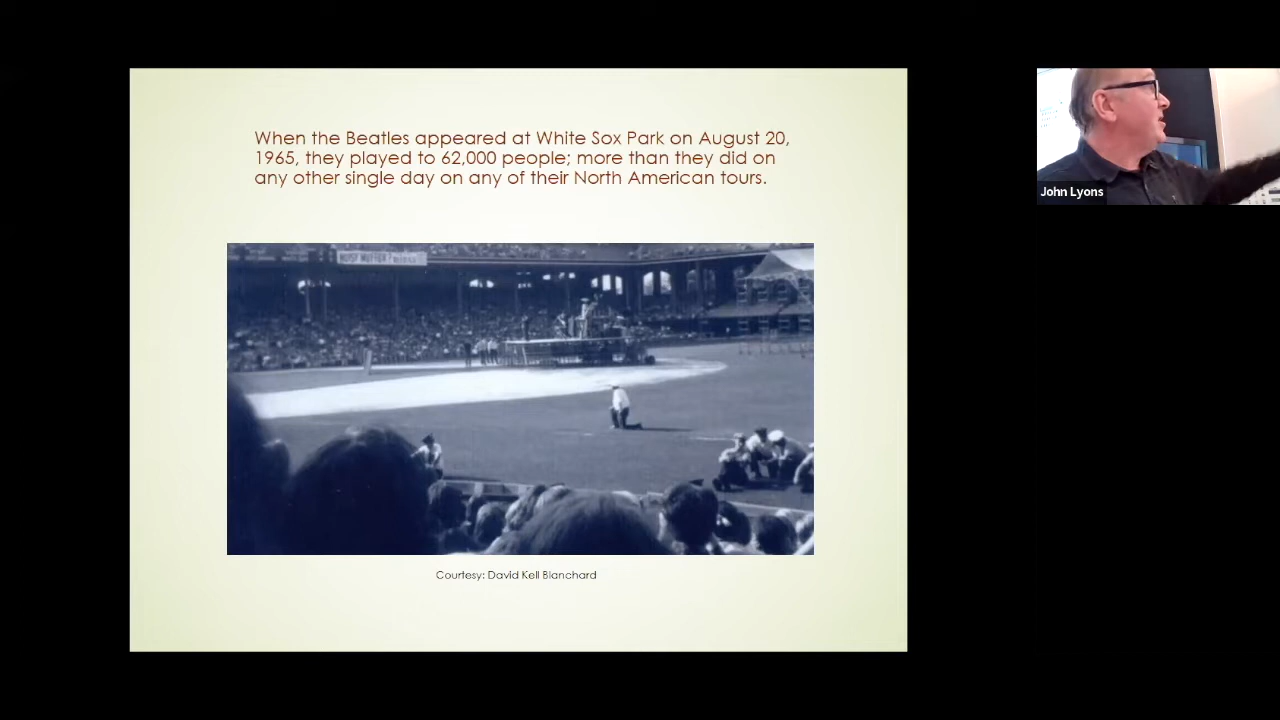 When the Beatles appeared at White Sox Park on August 20,
1965, they played to 62,000 people; more than they did on
any other single day on any of their North American tours.
Courtesy: David Kell Blanchard
John Lyons